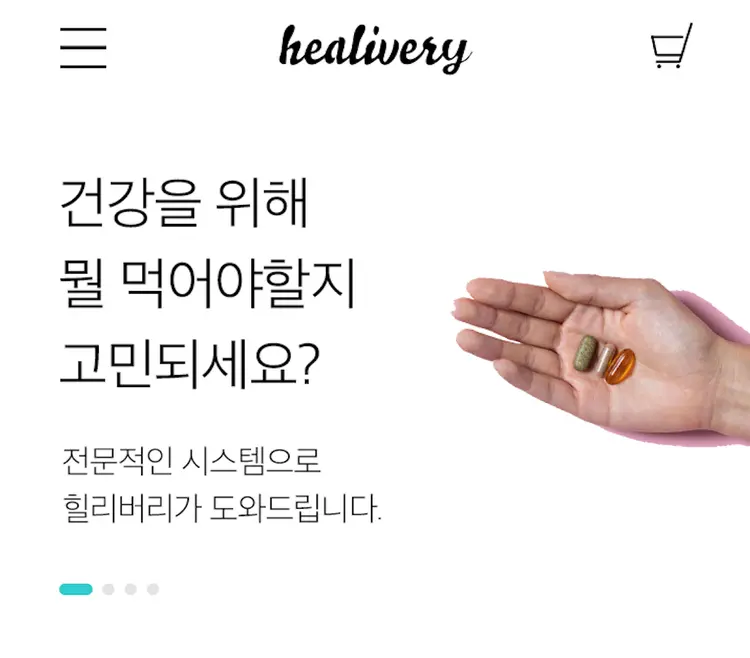 healivery
건강을 위해
뭘 먹어야할지
고민되세요?
전문적인 시스템으로
힐리버리가 도와드립니다.